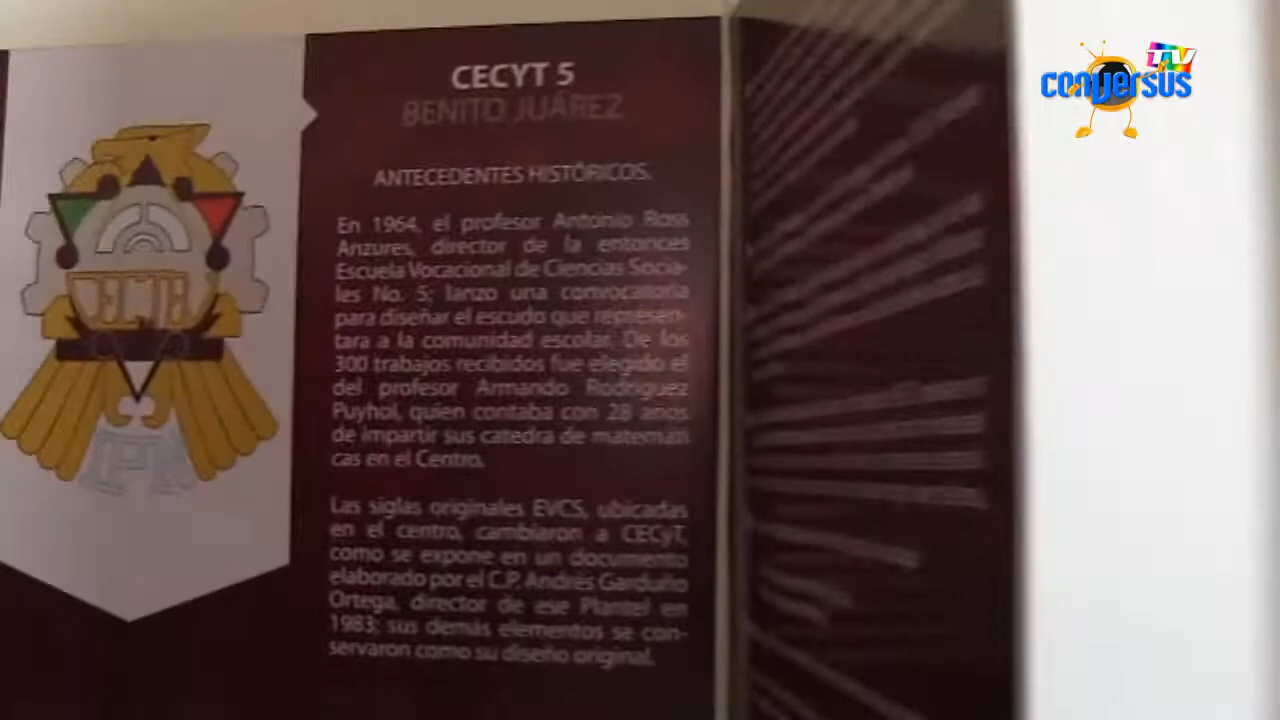 CECYT 5
BENITO JUÁREZ
ANTECEDENTES HISTÓRICOS.
En 1964, el profesor Antonio Ross
Anzures, director de la entonces
Escuela Vocacional de Ciencias Socia-
les No. 5; lanzo una convocatoria
para diseñar el escudo que represen-
tara a la comunidad escolar. De los
300 trabajos recibidos fue elegido el
del profesor Armando Rodriguez
Puyhol, quien contaba con 28 años
de impartir sus catedra de matemati
cas en el Centro.
Las siglas originales EVCS, ubicadas
en el centro, cambiaron a CECyT,
como se expone en un documento
elaborado por el C.P. Andres Garduño
Ortega, director de ese Plantel en
1983; sus demás elementos se con-
servaron como su diseño original.
IPN
conversus TV